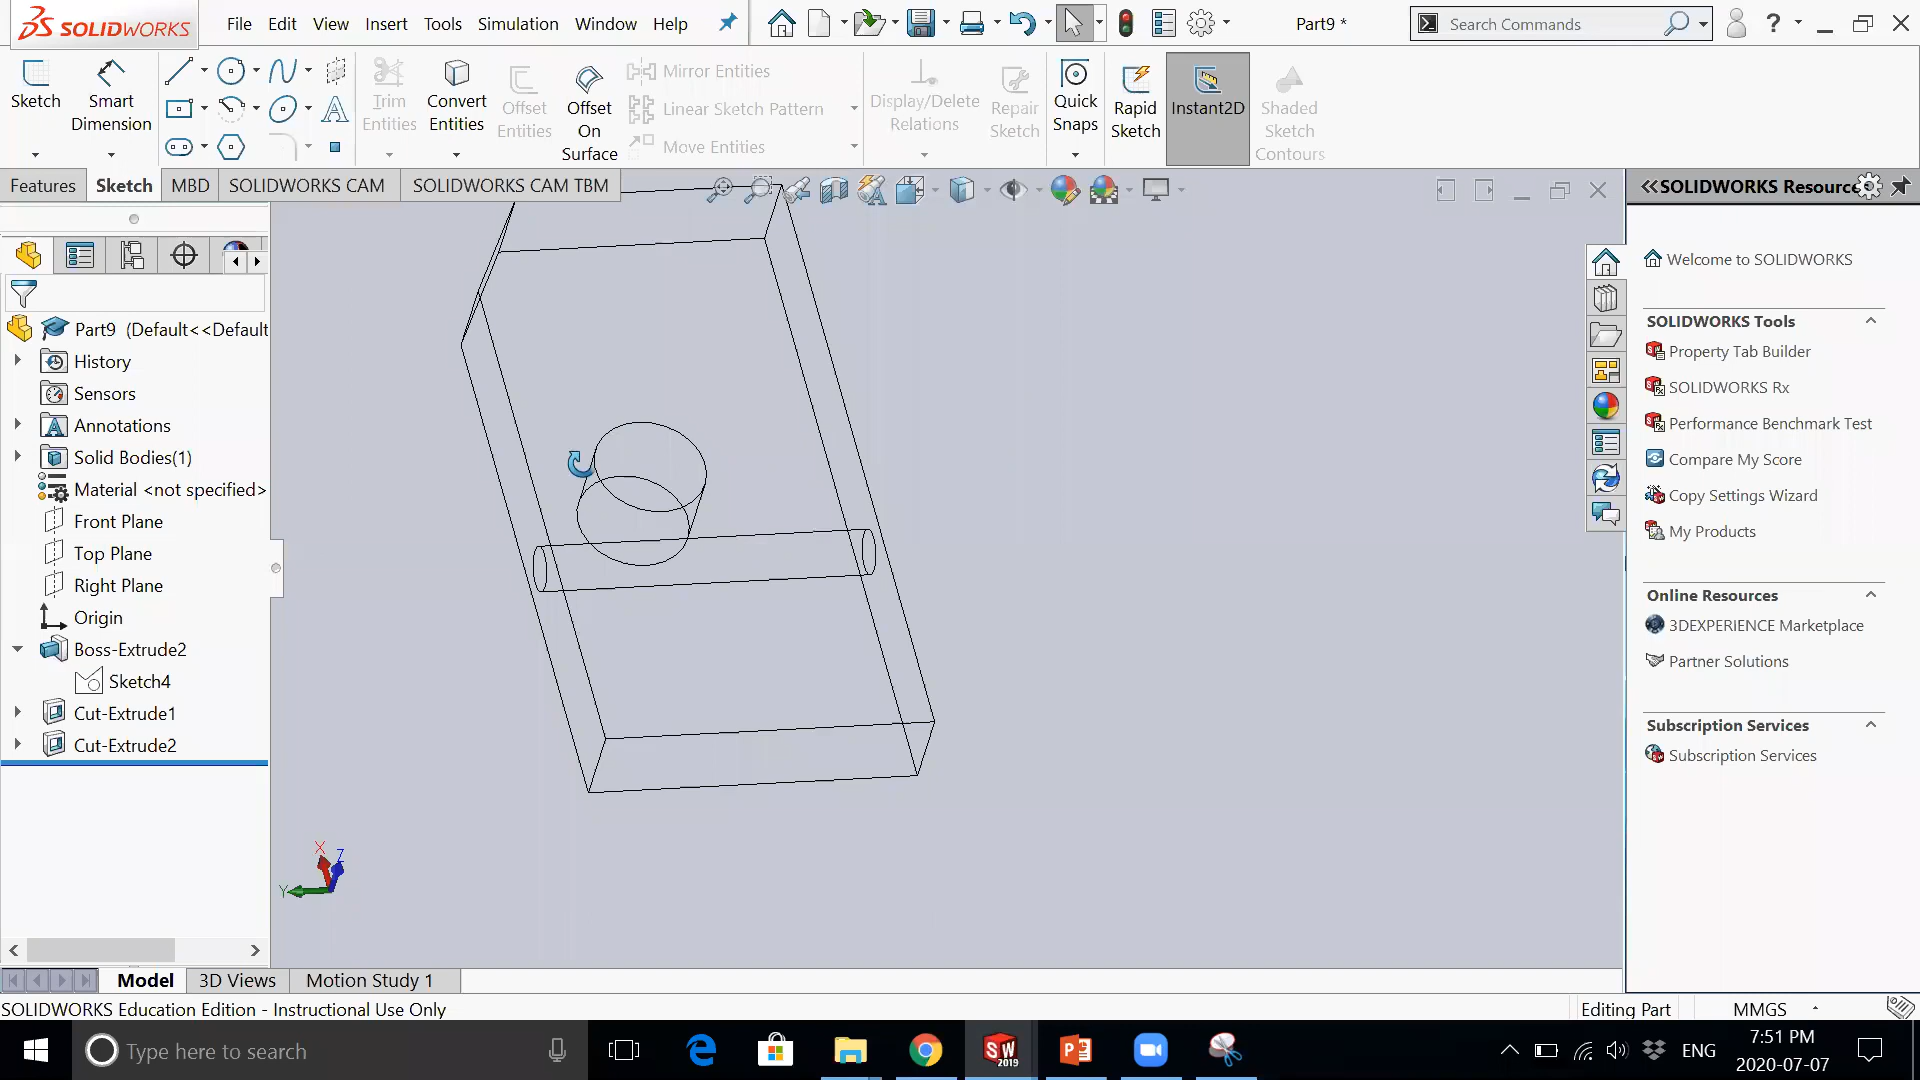 SOLIDWORKS File Edit View Insert Tools Simulation Window Help Part9 * Search Commands ?
Sketch Smart Dimension Trim Entities Convert Entities Offset Entities Offset On Surface Mirror Entities Linear Sketch Pattern Move Entities Display/Delete Relations Repair Sketch Quick Snaps Rapid Sketch Instant2D Shaded Sketch Contours
Features Sketch MBD SOLIDWORKS CAM SOLIDWORKS CAM TBM
Part9 (Default<<Default
History
Sensors
Annotations
Solid Bodies(1)
Material <not specified>
Front Plane
Top Plane
Right Plane
Origin
Boss-Extrude2
Sketch4
Cut-Extrude1
Cut-Extrude2
X
Z
Y
SOLIDWORKS Resource
Welcome to SOLIDWORKS
SOLIDWORKS Tools
Property Tab Builder
SOLIDWORKS Rx
Performance Benchmark Test
Compare My Score
Copy Settings Wizard
My Products
Online Resources
3DEXPERIENCE Marketplace
Partner Solutions
Subscription Services
Subscription Services
Model 3D Views Motion Study 1
SOLIDWORKS Education Edition - Instructional Use Only Editing Part MMGS
Type here to search SW 2019 ENG 7:51 PM
2020-07-07